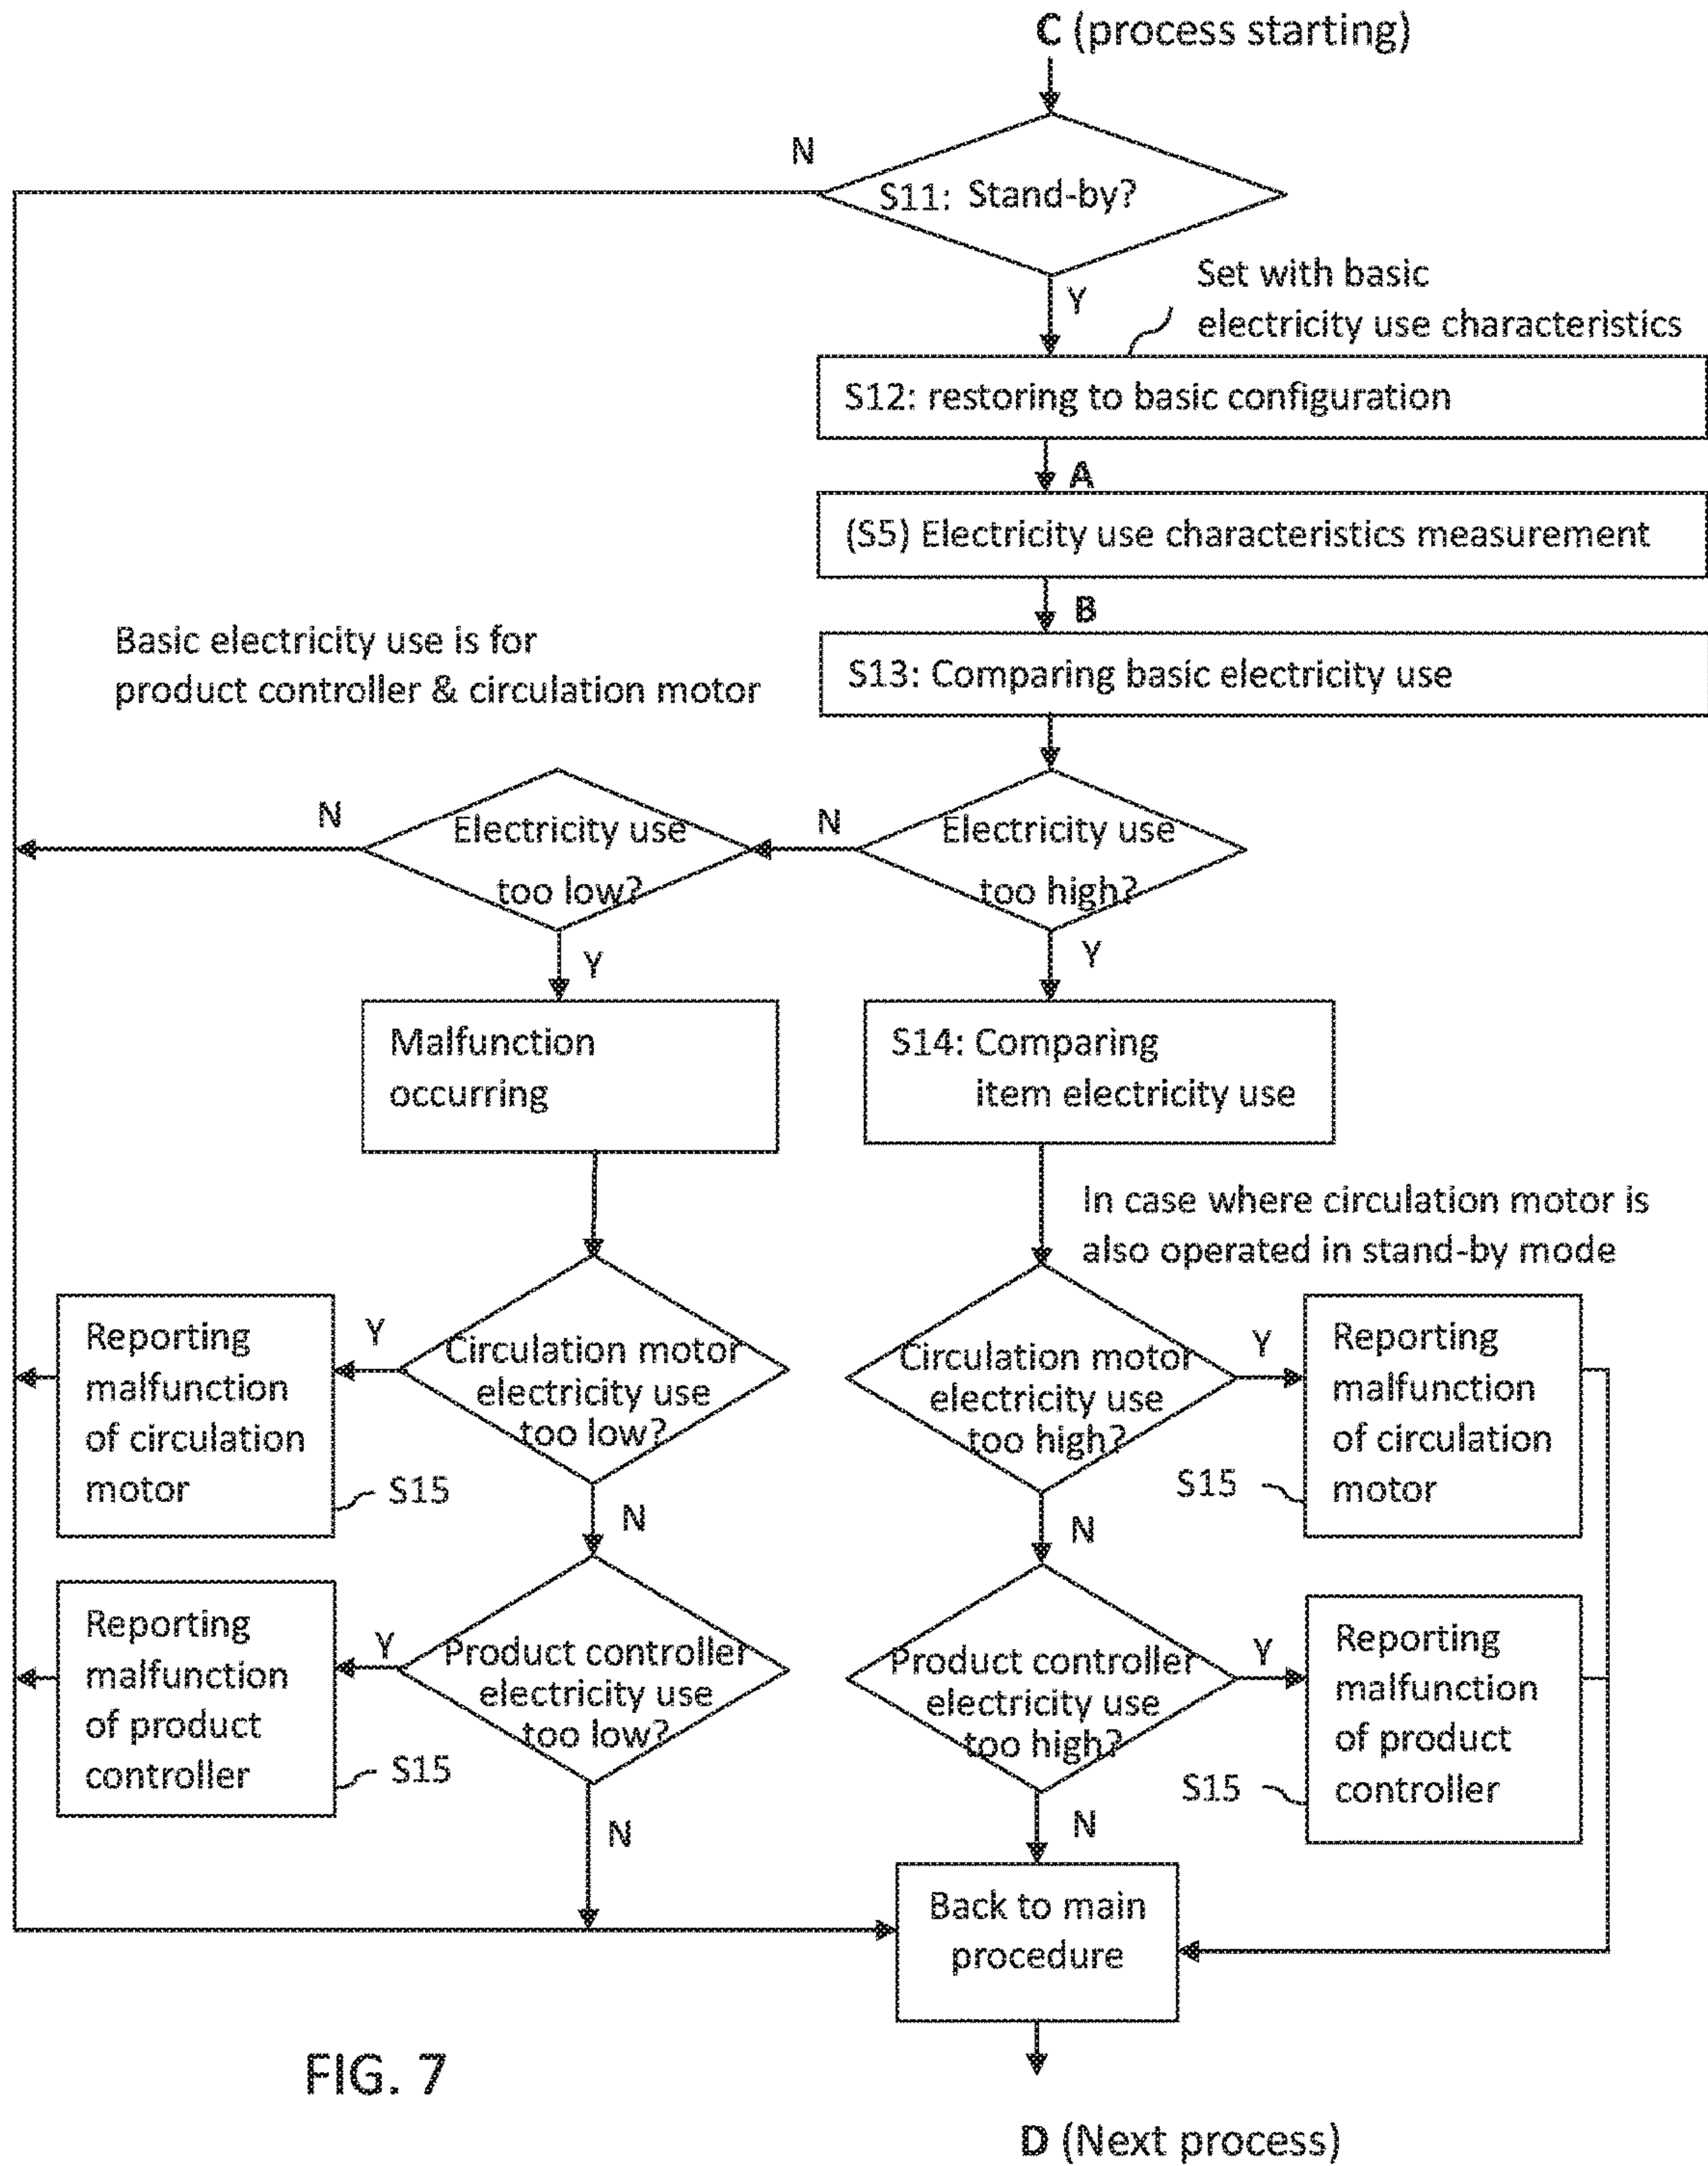 C (process starting)
N
S11: Stand-by?
Y
Set with basic
electricity use characteristics
S12: restoring to basic configuration
A
(S5) Electricity use characteristics measurement
B
Basic electricity use is for
product controller & circulation motor
S13: Comparing basic electricity use
N
Electricity use
too low?
N
Electricity use
too high?
Y
Y
Malfunction
occurring
S14: Comparing
item electricity use
In case where circulation motor is
also operated in stand-by mode
Reporting
malfunction
of circulation
motor
Y
Circulation motor
electricity use
too low?
Circulation motor
electricity use
too high?
Y
Reporting
malfunction
of circulation
motor
S15
S15
N
N
Reporting
malfunction
of product
controller
Y
Product controller
electricity use
too low?
Product controller
electricity use
too high?
Y
Reporting
malfunction
of product
controller
S15
S15
N
N
Back to main
procedure
FIG. 7
D (Next process)